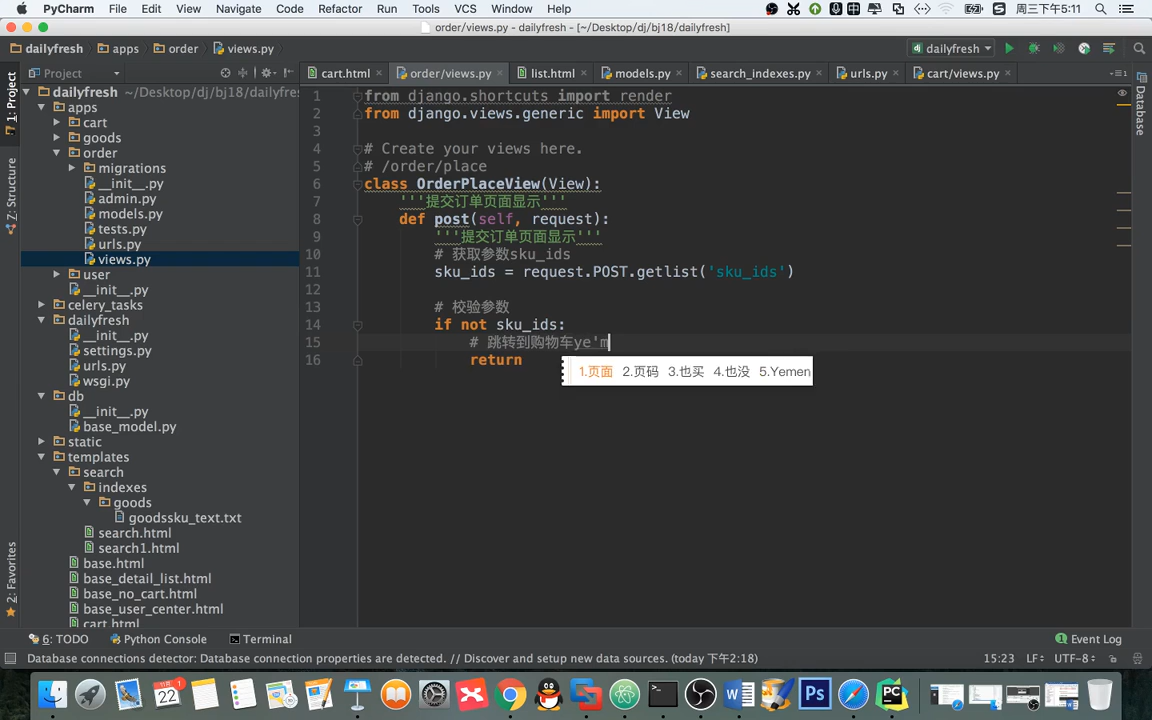 PyCharm File Edit View Navigate Code Refactor Run Tools VCS Window Help 周三下午5:11
order/views.py - dailyfresh - [~/Desktop/dj/bj18/dailyfresh]
dailyfresh apps order views.py dailyfresh
Project cart.html order/views.py list.html models.py search_indexes.py urls.py cart/views.py
1: Project
Z: Structure
2: Favorites
Database
dailyfresh ~/Desktop/dj/bj18/dailyfres
apps
cart
goods
order
migrations
__init__.py
admin.py
models.py
tests.py
urls.py
views.py
user
__init__.py
celery_tasks
dailyfresh
__init__.py
settings.py
urls.py
wsgi.py
db
__init__.py
base_model.py
static
templates
search
indexes
goods
goodssku_text.txt
search.html
search1.html
base.html
base_detail_list.html
base_no_cart.html
base_user_center.html
cart.html
1 from django.shortcuts import render
2 from django.views.generic import View
3
4 # Create your views here.
5 # /order/place
6 class OrderPlaceView(View):
7 '''提交订单页面显示'''
8 def post(self, request):
9 '''提交订单页面显示'''
10 # 获取参数sku_ids
11 sku_ids = request.POST.getlist('sku_ids')
12
13 # 校验参数
14 if not sku_ids:
15 # 跳转到购物车ye'm
16 return
1.页面 2.页码 3.也买 4.也没 5.Yemen
6: TODO Python Console Terminal 1 Event Log
Database connections detector: Database connection properties are detected. // Discover and setup new data sources. (today 下午2:18) 15:23 LF÷ UTF-8÷
22
1
Ps
PC